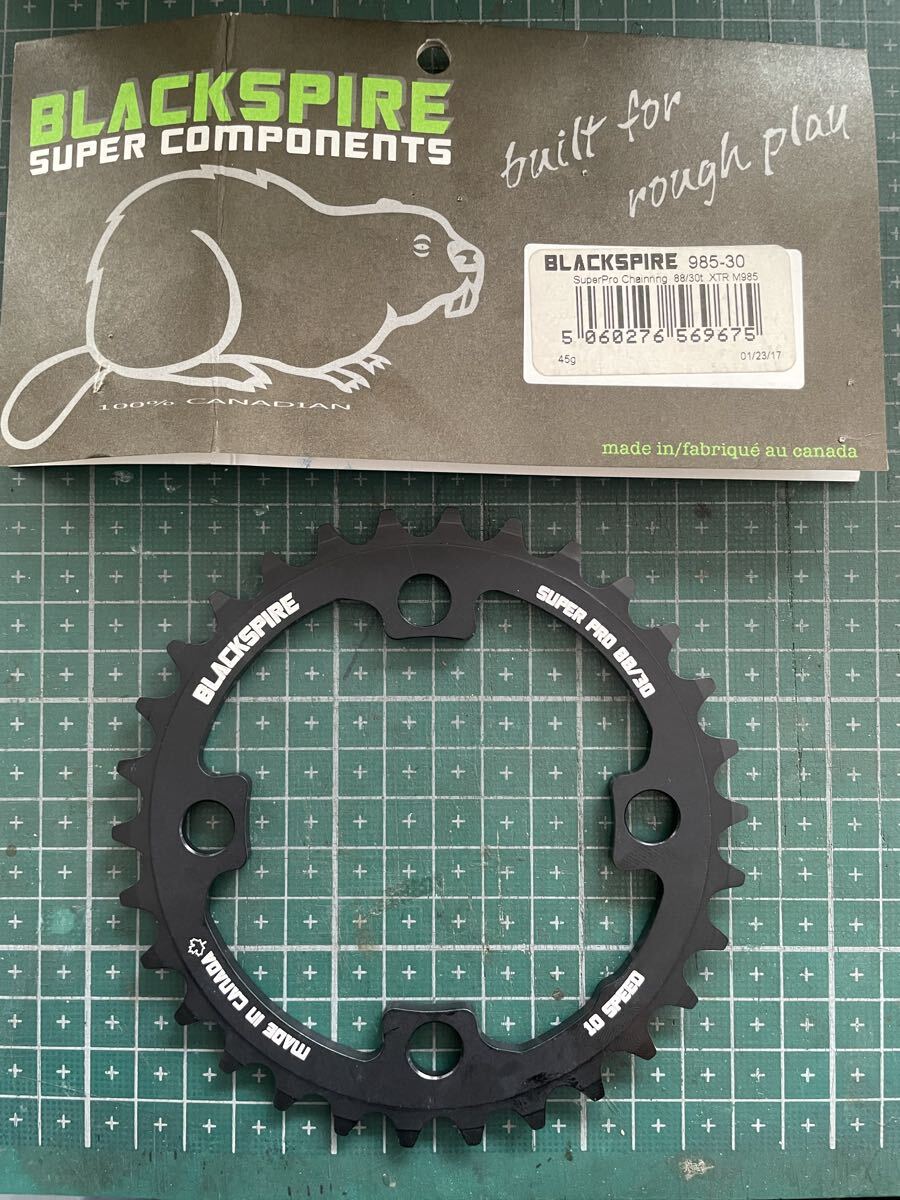 BLACKSPIRE
SUPER COMPONENTS
built for
rough play
BLACKSPIRE 985-30
SuperPro Chainring 88/30t XTR M985
5 060276 569675
45g 01/23/17
100% CANADIAN
made in/fabriqué au canada
BLACKSPIRE
SUPER PRO 88/30
MADE IN CANADA
10 SPEED